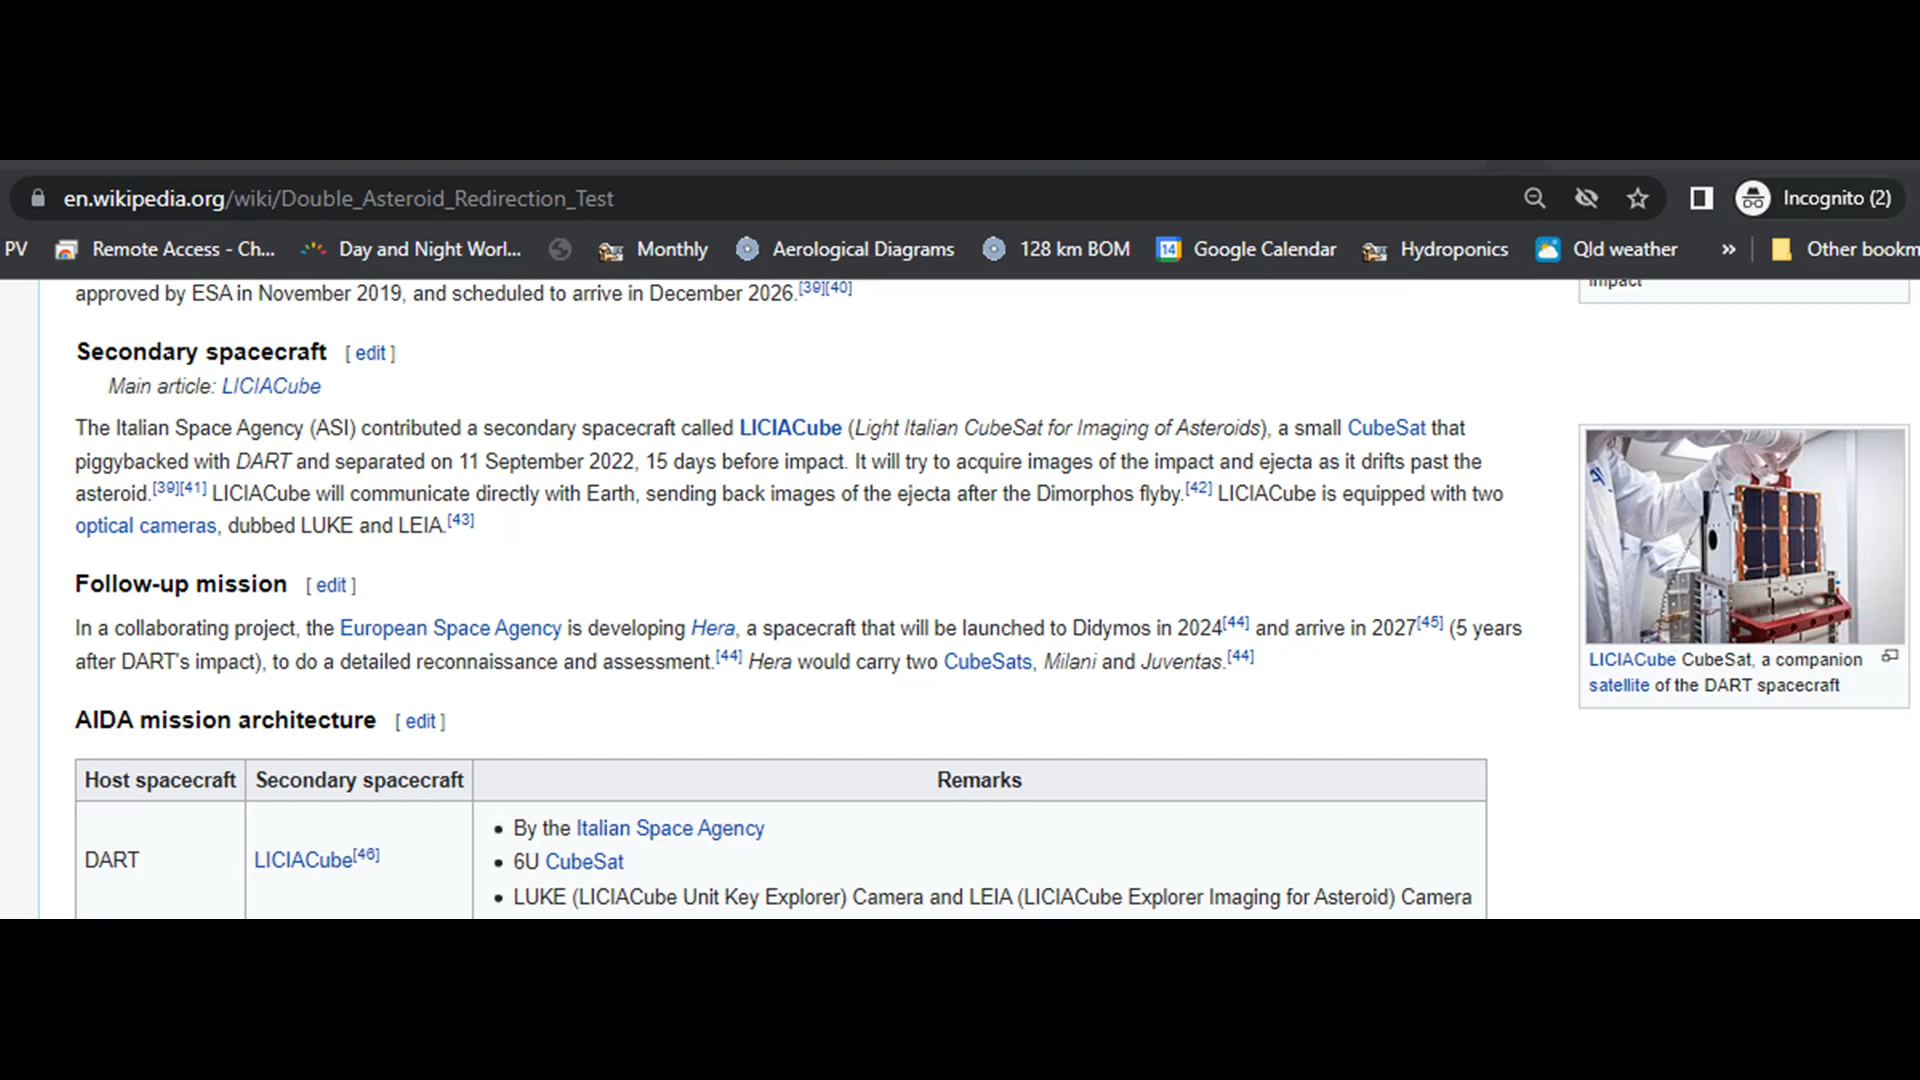 en.wikipedia.org/wiki/Double_Asteroid_Redirection_Test
Incognito (2)
PV Remote Access - Ch... Day and Night Worl... Monthly Aerological Diagrams 128 km BOM 14 Google Calendar Hydroponics Qld weather » Other bookm
approved by ESA in November 2019, and scheduled to arrive in December 2026.[39][40]
impact
Secondary spacecraft [ edit ]
Main article: LICIACube
The Italian Space Agency (ASI) contributed a secondary spacecraft called LICIACube (Light Italian CubeSat for Imaging of Asteroids), a small CubeSat that
piggybacked with DART and separated on 11 September 2022, 15 days before impact. It will try to acquire images of the impact and ejecta as it drifts past the
asteroid.[39][41] LICIACube will communicate directly with Earth, sending back images of the ejecta after the Dimorphos flyby.[42] LICIACube is equipped with two
optical cameras, dubbed LUKE and LEIA.[43]
LICIACube CubeSat, a companion
satellite of the DART spacecraft
Follow-up mission [ edit ]
In a collaborating project, the European Space Agency is developing Hera, a spacecraft that will be launched to Didymos in 2024[44] and arrive in 2027[45] (5 years
after DART's impact), to do a detailed reconnaissance and assessment.[44] Hera would carry two CubeSats, Milani and Juventas.[44]
AIDA mission architecture [ edit ]
Host spacecraft Secondary spacecraft Remarks
DART LICIACube[46]
• By the Italian Space Agency
• 6U CubeSat
• LUKE (LICIACube Unit Key Explorer) Camera and LEIA (LICIACube Explorer Imaging for Asteroid) Camera